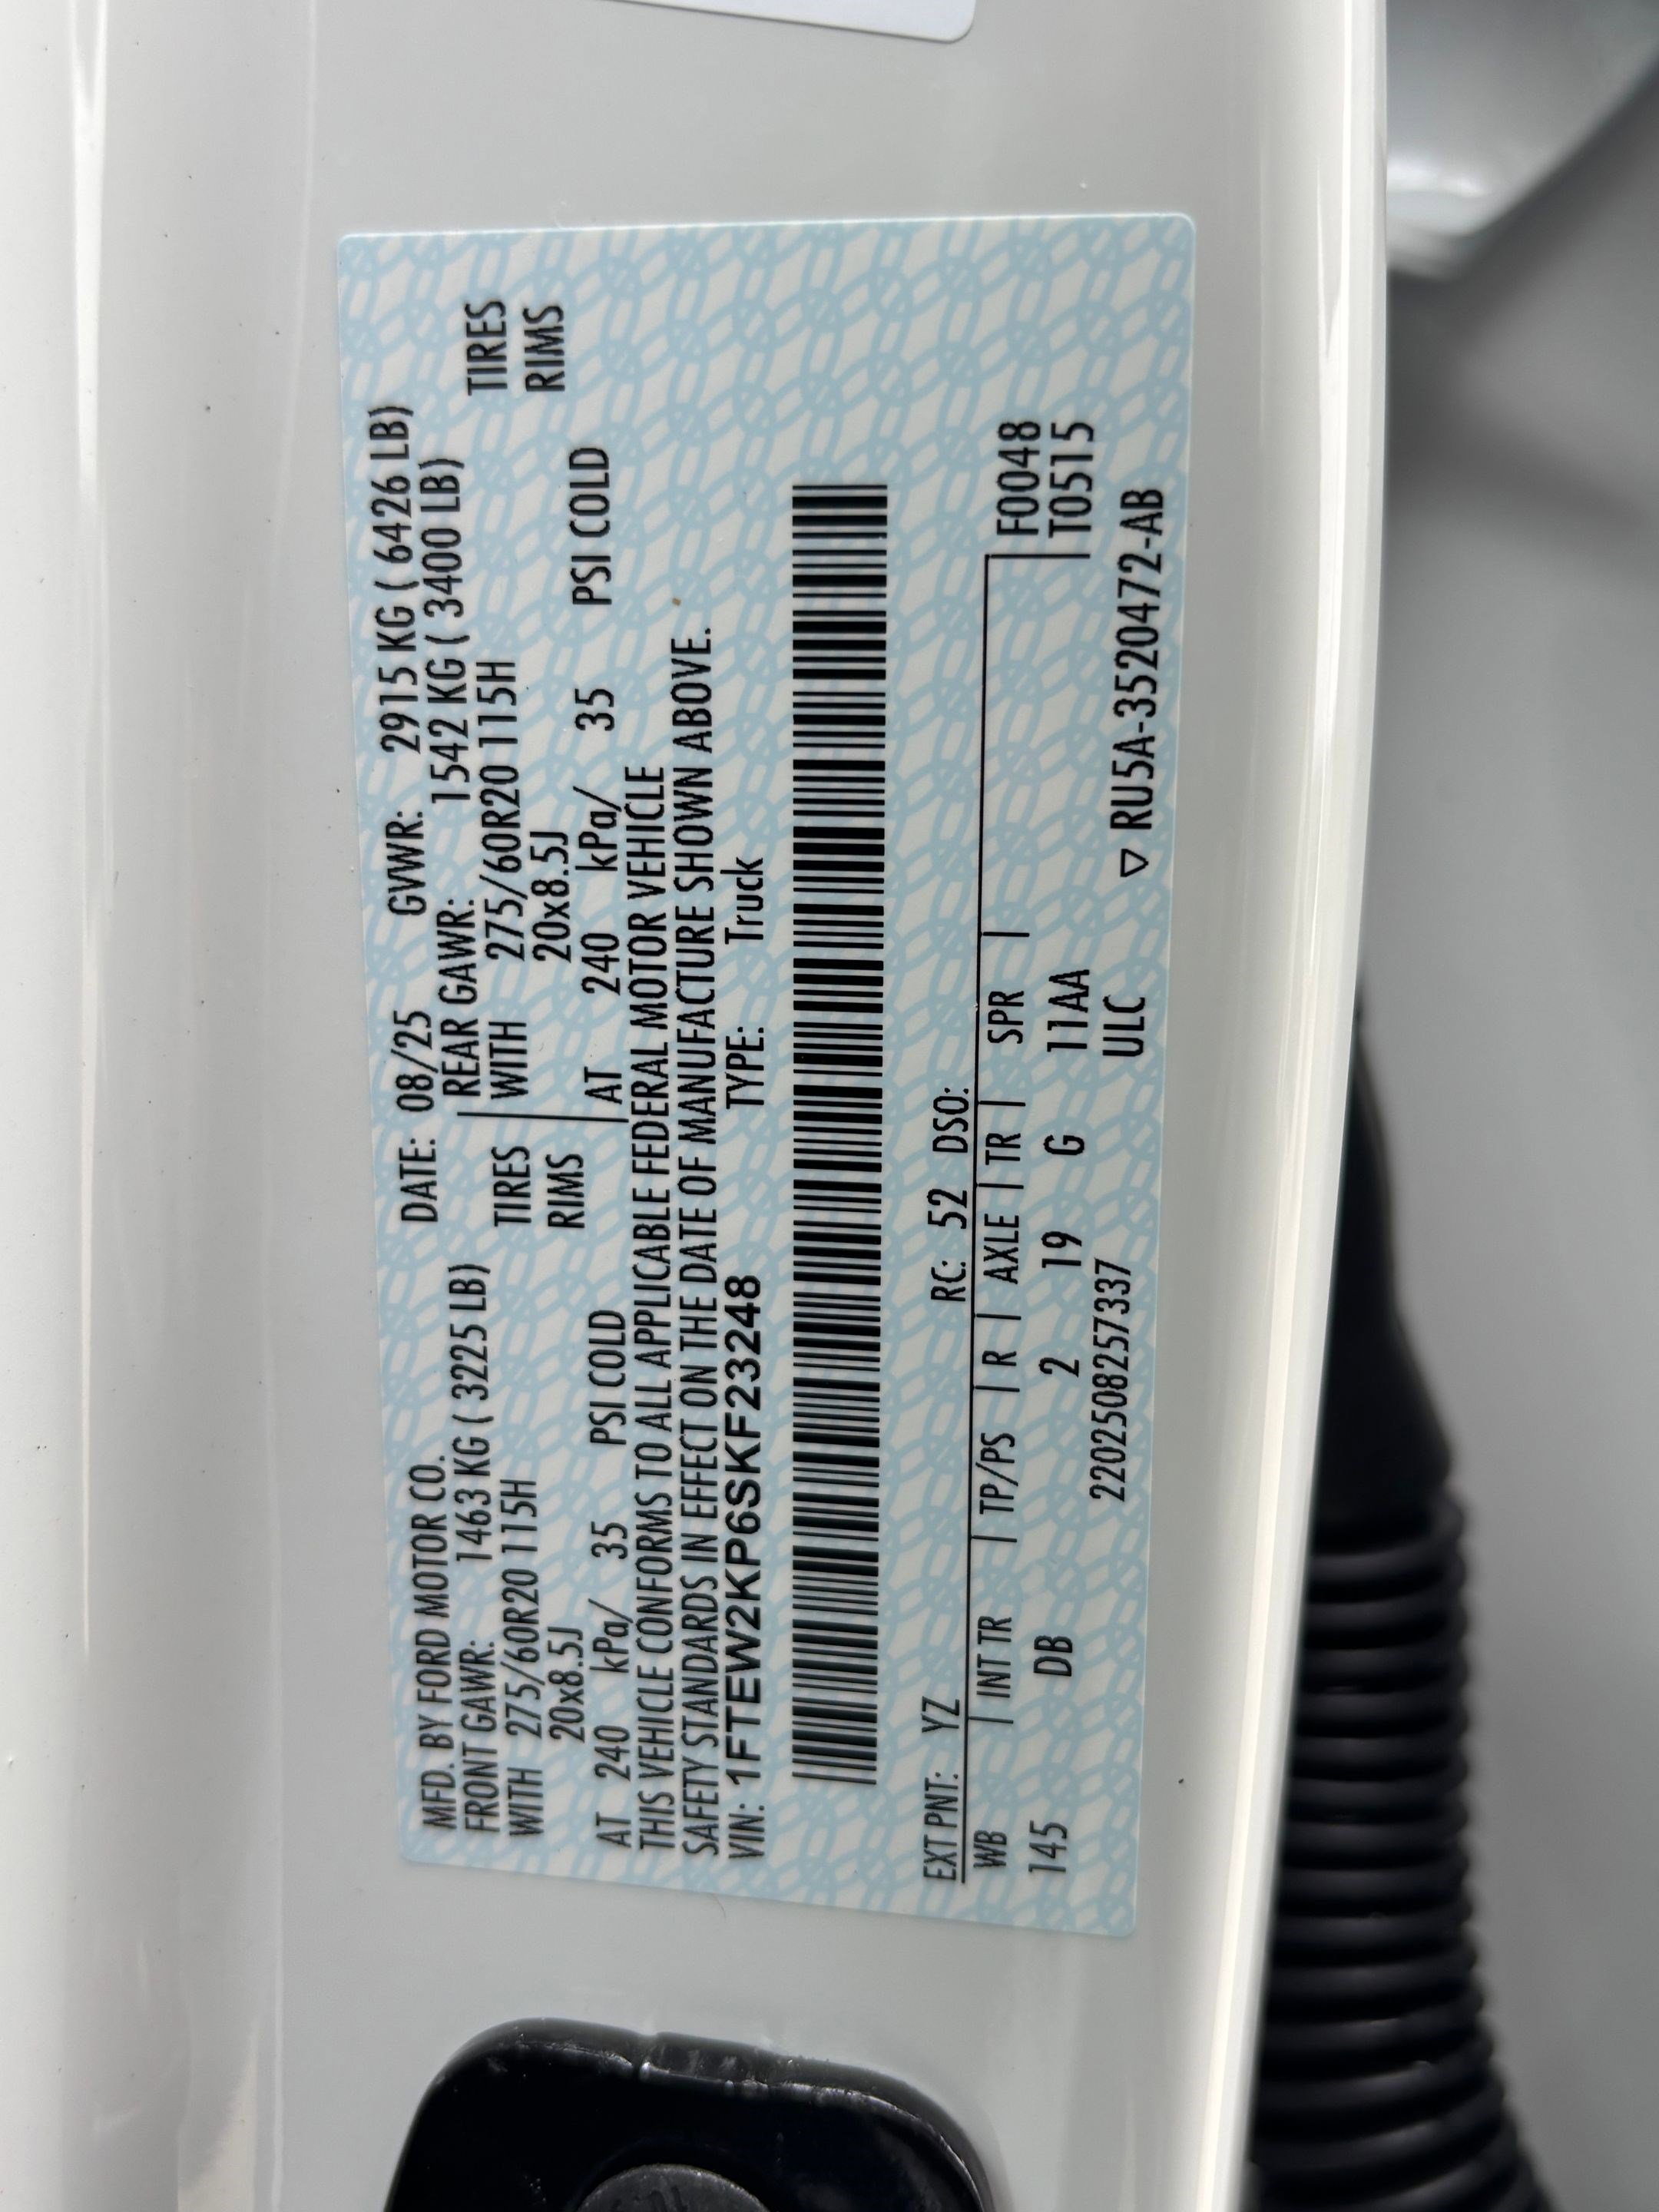 MFD. BY FORD MOTOR CO. DATE: 08/25 GVWR: 2915 KG ( 6426 LB)
FRONT GAWR: 1463 KG ( 3225 LB) REAR GAWR: 1542 KG ( 3400 LB)
WITH 275/60R20 115H TIRES WITH 275/60R20 115H TIRES
20x8.5J RIMS 20x8.5J RIMS
AT 240 kPa/ 35 PSI COLD AT 240 kPa/ 35 PSI COLD
THIS VEHICLE CONFORMS TO ALL APPLICABLE FEDERAL MOTOR VEHICLE
SAFETY STANDARDS IN EFFECT ON THE DATE OF MANUFACTURE SHOWN ABOVE.
VIN: 1FTEW2KP6SKF23248 TYPE: Truck
EXT PNT: YZ RC: 52 DSO:
WB | INT TR | TP/PS | R | AXLE | TR | SPR | F0048
145 DB 2 19 G 11AA T0515
2202508257337 ULC ▽ RU5A-3520472-AB